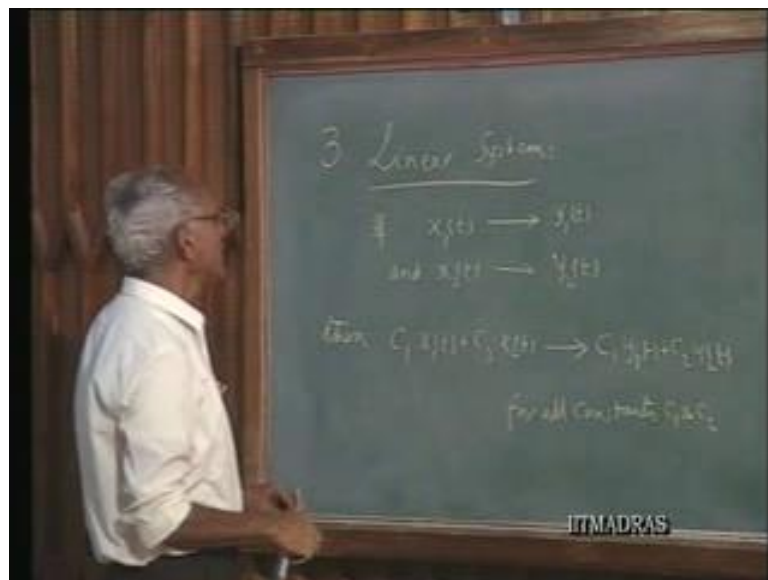 3 Linear Systems
If x₁(t) → y₁(t)
and x₂(t) → y₂(t)
then C₁ x₁(t) + C₂ x₂(t) → C₁ y₁(t) + C₂ y₂(t)
for all constants C₁ & C₂
IITMADRAS